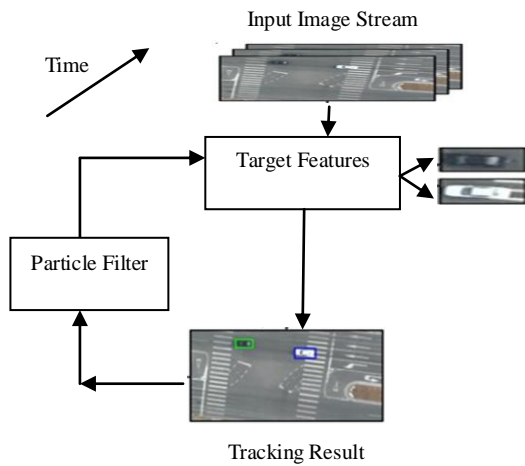 Input Image Stream
Time
Target Features
Particle Filter
Tracking Result